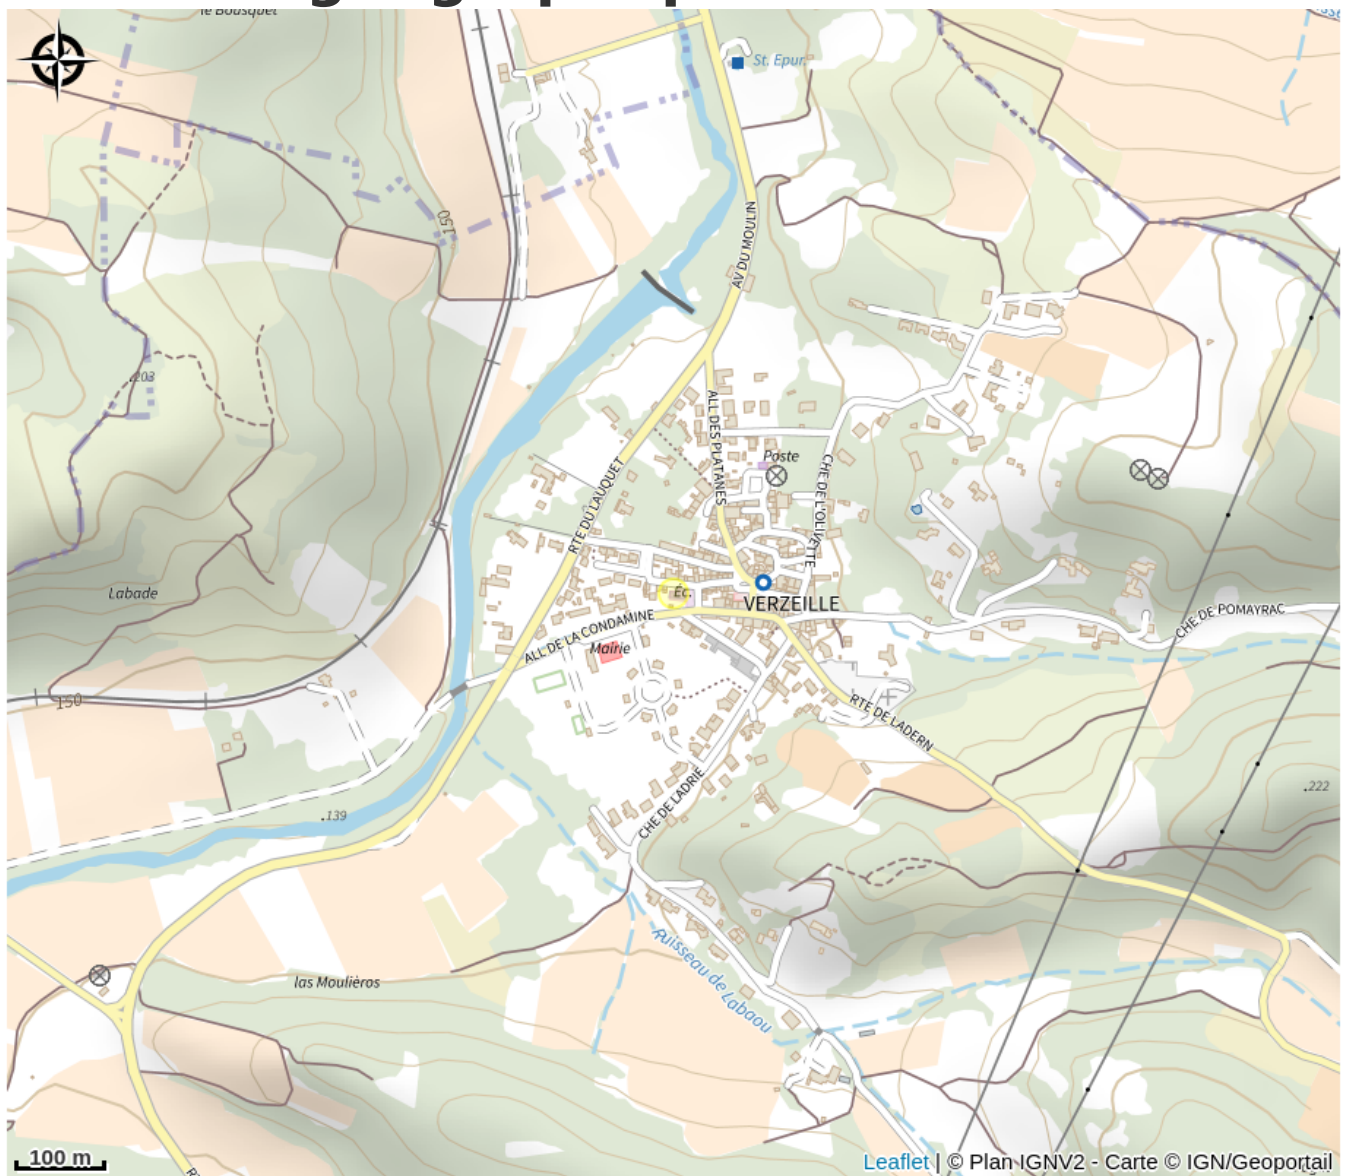 le Bousquet
St. Epur.
150
AV DU MOULIN
203
ALL DES PLATANES
Poste
CHE DE L'OLIVETTE
RTE DU LAUQUET
Labade
Éc.
VERZEILLE
CHE DE POMAYRAC
ALL DE LA CONDAMINE
Mairie
150
RTE DE LADERN
.222
.139
CHE DE LADRIE
Ruisseau de Labaou
las Moulièros
100 m
Leaflet | © Plan IGNV2 - Carte © IGN/Geoportail